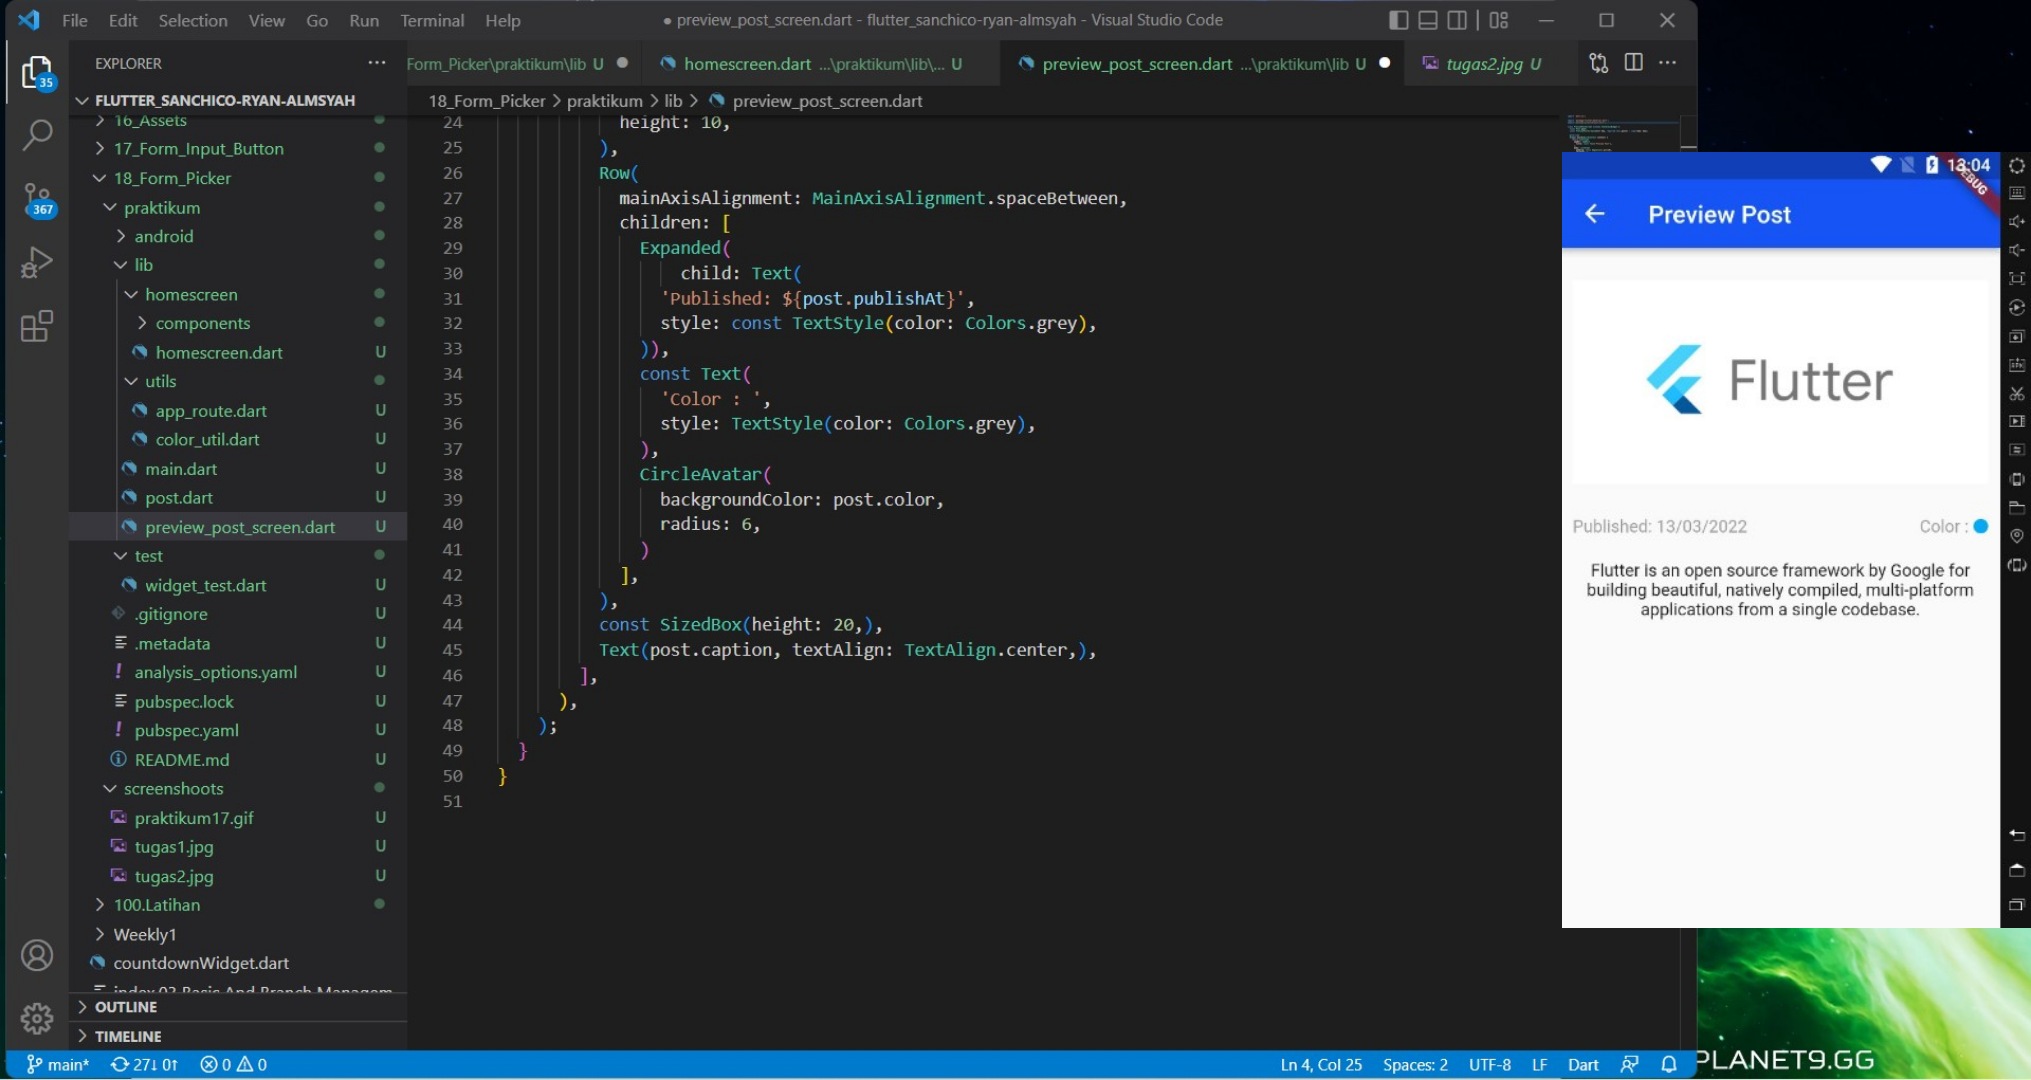 File Edit Selection View Go Run Terminal Help
● preview_post_screen.dart - flutter_sanchico-ryan-almsyah - Visual Studio Code
EXPLORER
Form_Picker\praktikum\lib U
homescreen.dart ...\praktikum\lib\... U
preview_post_screen.dart ...\praktikum\lib U
tugas2.jpg U
18_Form_Picker > praktikum > lib > preview_post_screen.dart
35
367
FLUTTER_SANCHICO-RYAN-ALMSYAH
16_Assets
17_Form_Input_Button
18_Form_Picker
praktikum
android
lib
homescreen
components
homescreen.dart U
utils
app_route.dart U
color_util.dart U
main.dart U
post.dart U
preview_post_screen.dart U
test
widget_test.dart U
.gitignore U
.metadata U
analysis_options.yaml U
pubspec.lock U
pubspec.yaml U
README.md U
screenshoots
praktikum17.gif U
tugas1.jpg U
tugas2.jpg U
100.Latihan
Weekly1
countdownWidget.dart
OUTLINE
TIMELINE
24 height: 10,
25 ),
26 Row(
27 mainAxisAlignment: MainAxisAlignment.spaceBetween,
28 children: [
29 Expanded(
30 child: Text(
31 'Published: ${post.publishAt}',
32 style: const TextStyle(color: Colors.grey),
33 )),
34 const Text(
35 'Color : ',
36 style: TextStyle(color: Colors.grey),
37 ),
38 CircleAvatar(
39 backgroundColor: post.color,
40 radius: 6,
41 )
42 ],
43 ),
44 const SizedBox(height: 20,),
45 Text(post.caption, textAlign: TextAlign.center,),
46 ],
47 ),
48 );
49 }
50 }
51
13:04
DEBUG
Preview Post
Flutter
Published: 13/03/2022 Color :
Flutter is an open source framework by Google for
building beautiful, natively compiled, multi-platform
applications from a single codebase.
main* 27↓ 0↑ 0 0
Ln 4, Col 25 Spaces: 2 UTF-8 LF Dart
PLANET9.GG